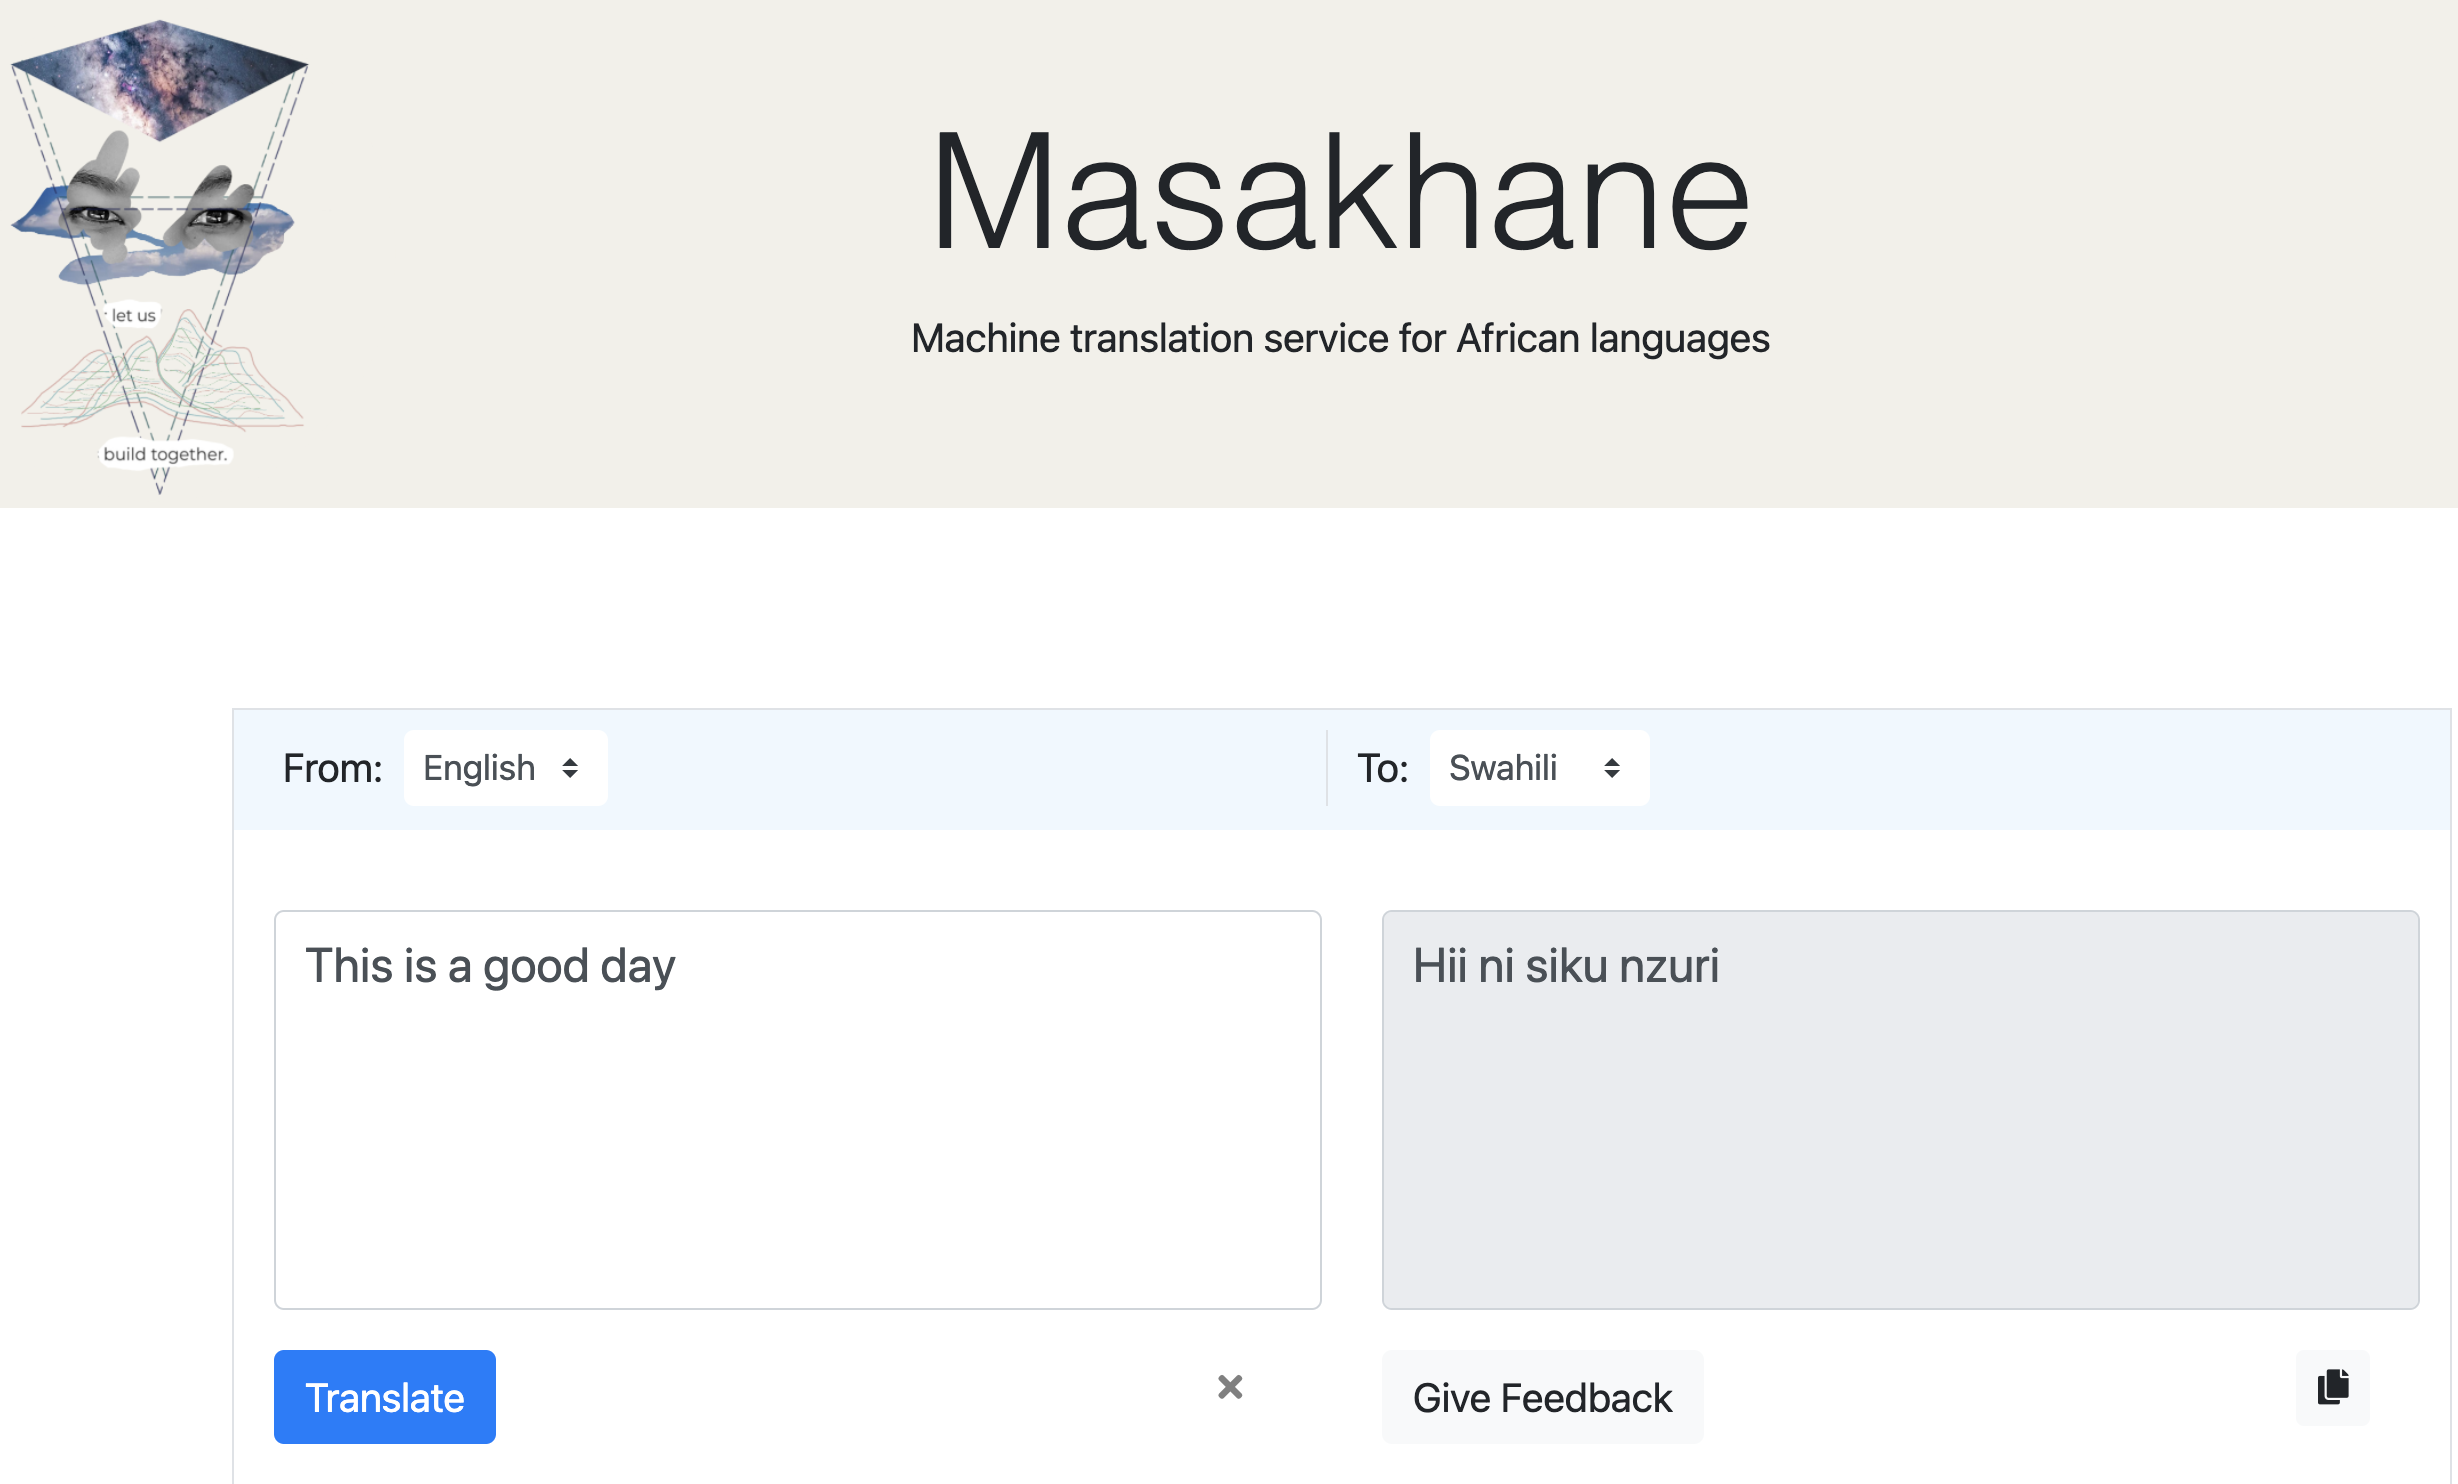 let us
build together.
Masakhane
Machine translation service for African languages
From: English
To: Swahili
This is a good day
Hii ni siku nzuri
Translate
Give Feedback